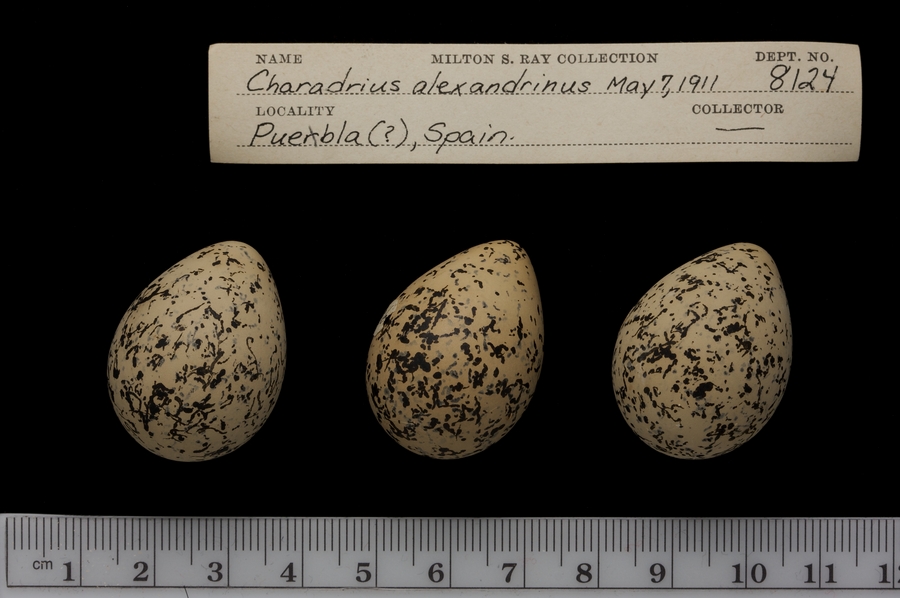 NAME MILTON S. RAY COLLECTION DEPT. NO.
Charadrius alexandrinus May 7, 1911 8124
LOCALITY COLLECTOR
Puebla (?), Spain.
cm 1 2 3 4 5 6 7 8 9 10 11 12